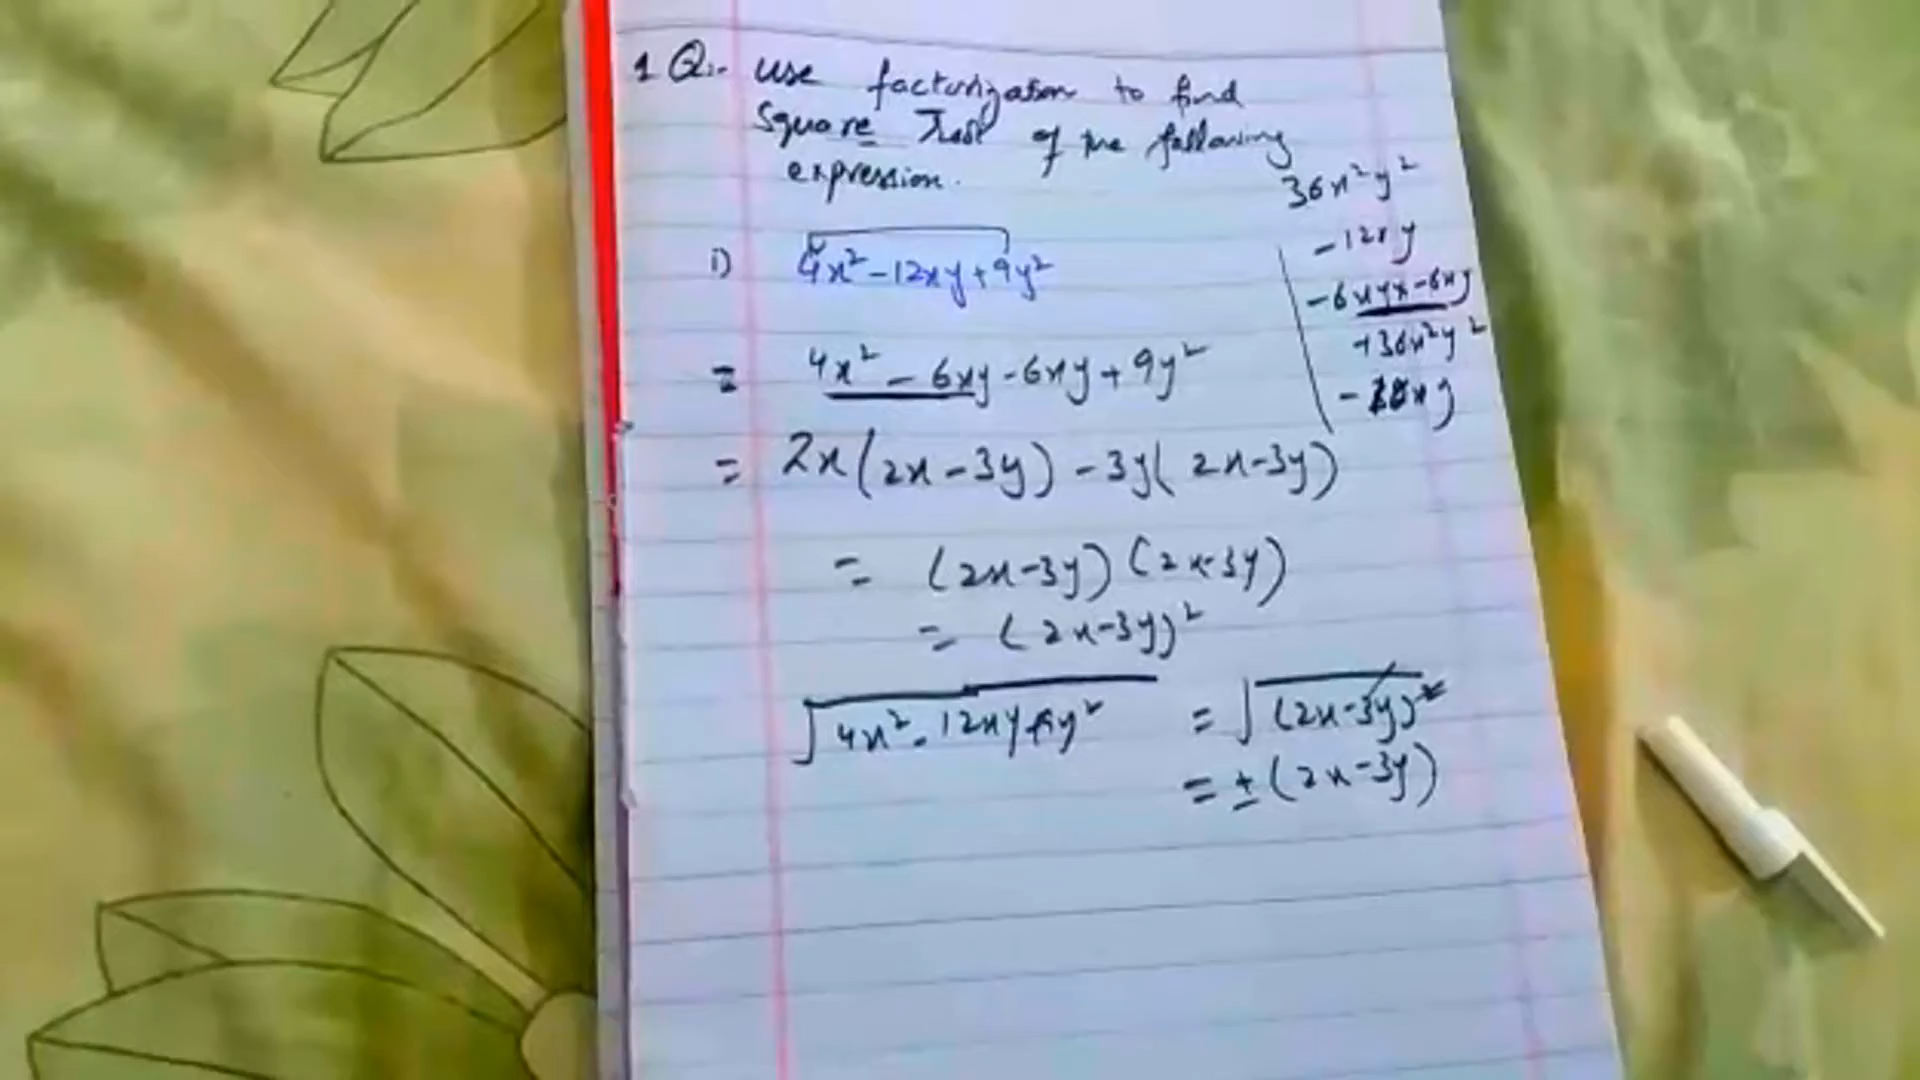 1 Q:- use factorization to find
square root of the following
expression.
36x²y²
i) 4x²-12xy+9y²
-12xy
-6xyx-6xy
= 4x²-6xy-6xy+9y²
+36x²y²
= 2x(2x-3y)-3y(2x-3y)
= (2x-3y)(2x-3y)
= (2x-3y)²
√4x²-12xy+9y² = √(2x-3y)²
= ±(2x-3y)